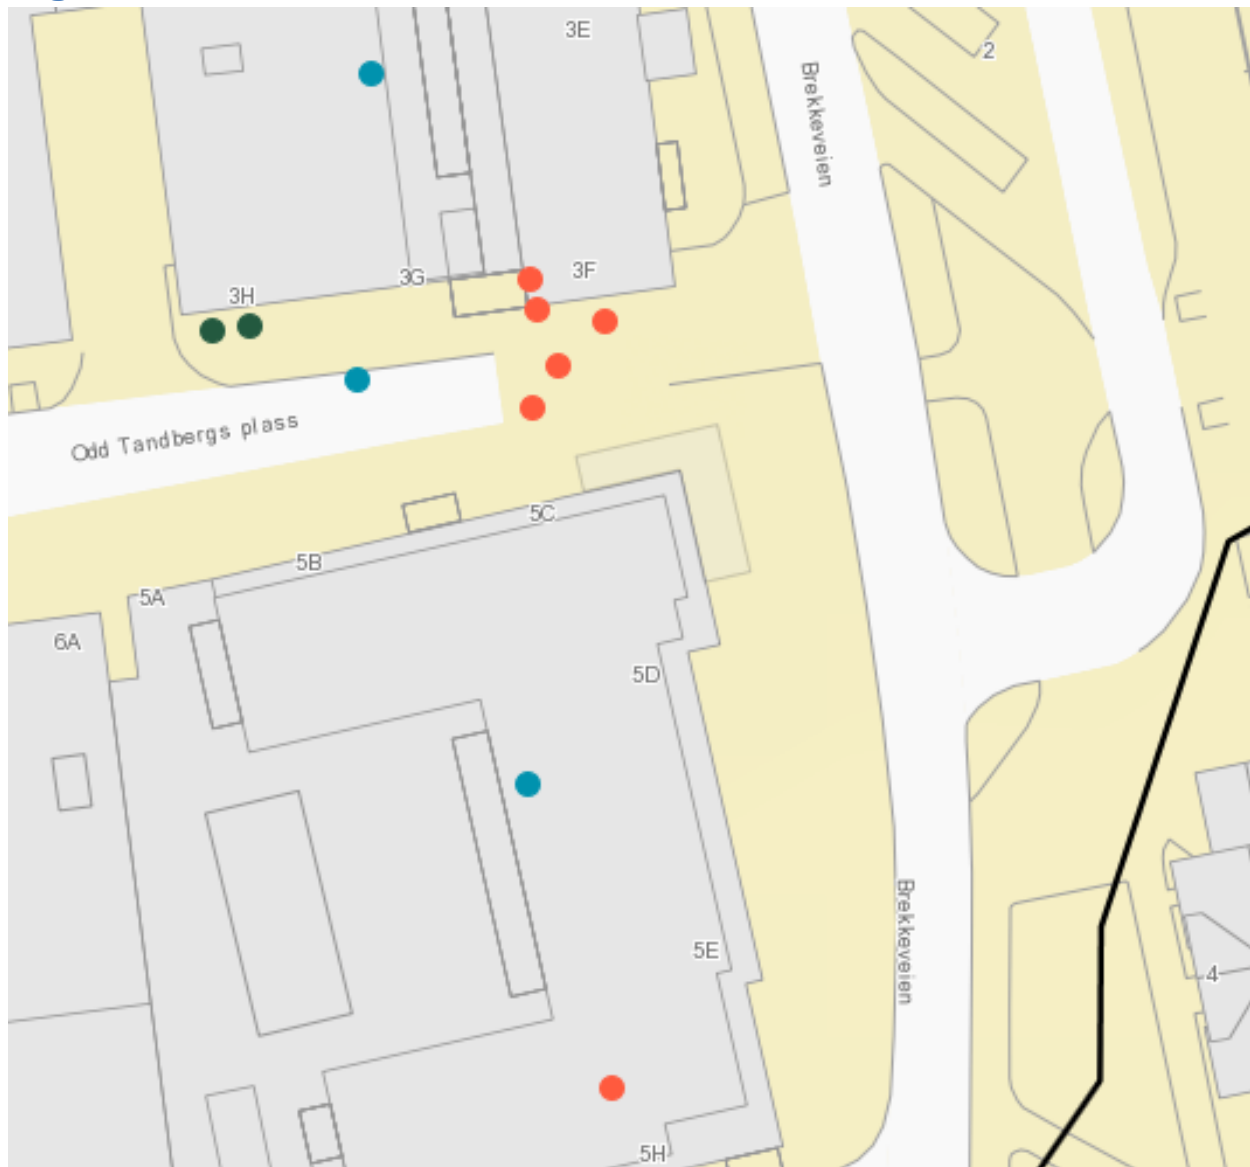 3E
2
Brekkeveien
3F
3G
3H
Odd Tandbergs plass
5C
5B
5A
6A
5D
Brekkeveien
5E
4
5H